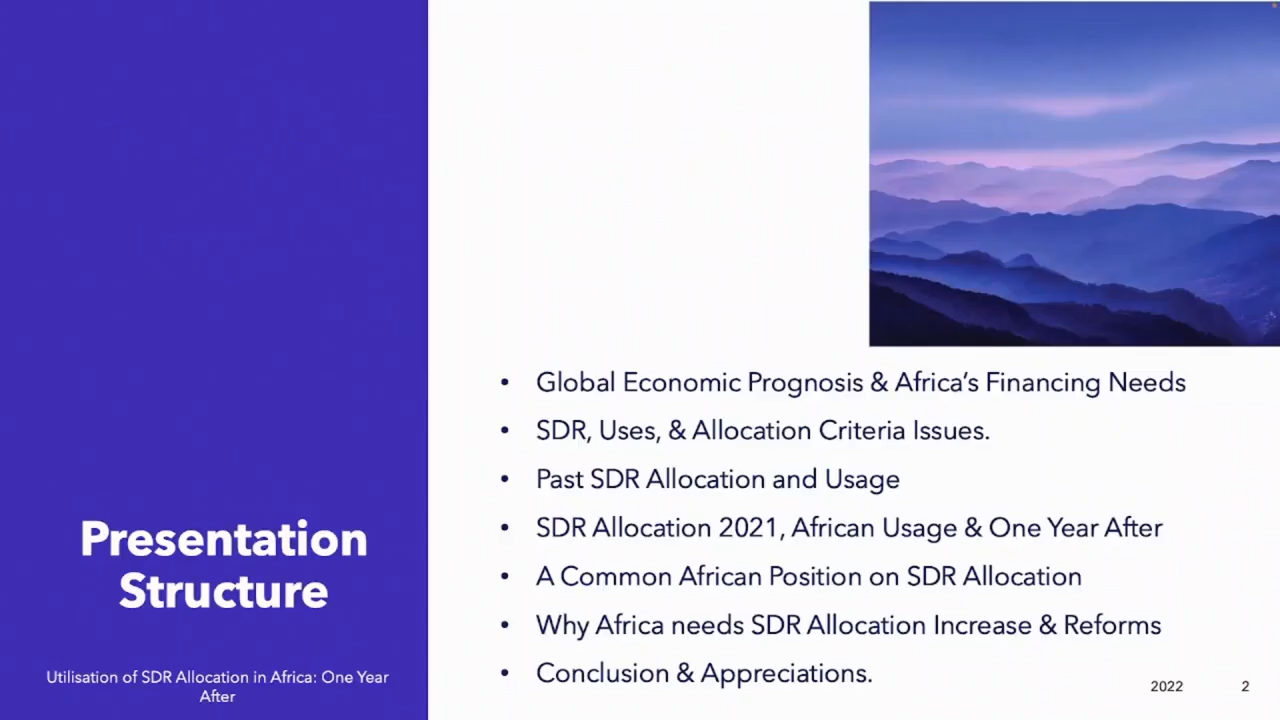 Presentation
Structure
Utilisation of SDR Allocation in Africa: One Year
After
• Global Economic Prognosis & Africa’s Financing Needs
• SDR, Uses, & Allocation Criteria Issues.
• Past SDR Allocation and Usage
• SDR Allocation 2021, African Usage & One Year After
• A Common African Position on SDR Allocation
• Why Africa needs SDR Allocation Increase & Reforms
• Conclusion & Appreciations.
2022 2